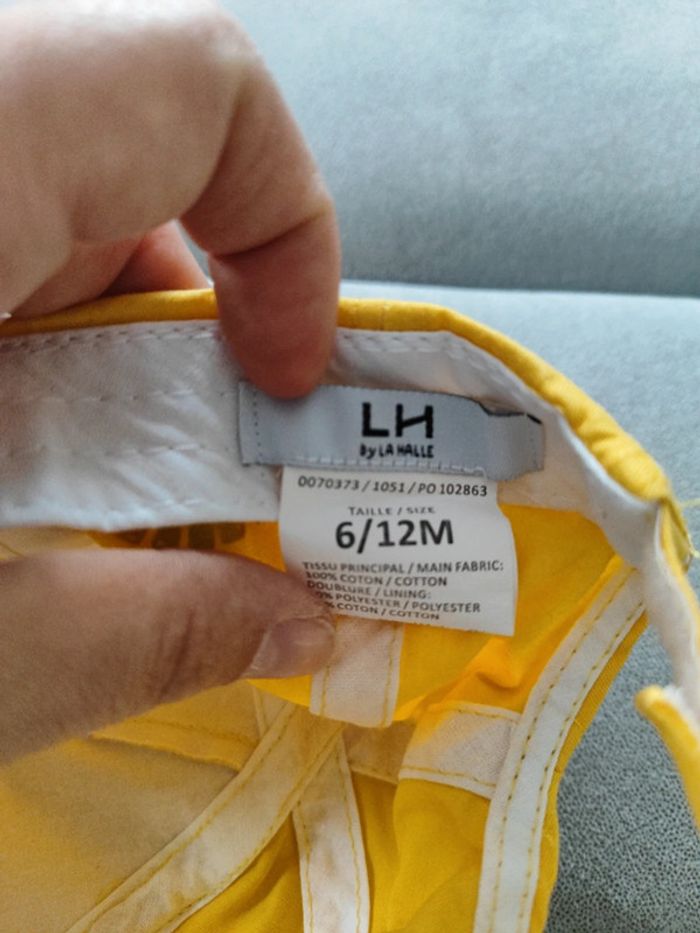 LH
by LA HALLE
0070373 / 1051 / PO 102863
TAILLE / SIZE
6/12M
TISSU PRINCIPAL / MAIN FABRIC:
100% COTON / COTTON
DOUBLURE / LINING:
% POLYESTER / POLYESTER
% COTON / COTTON